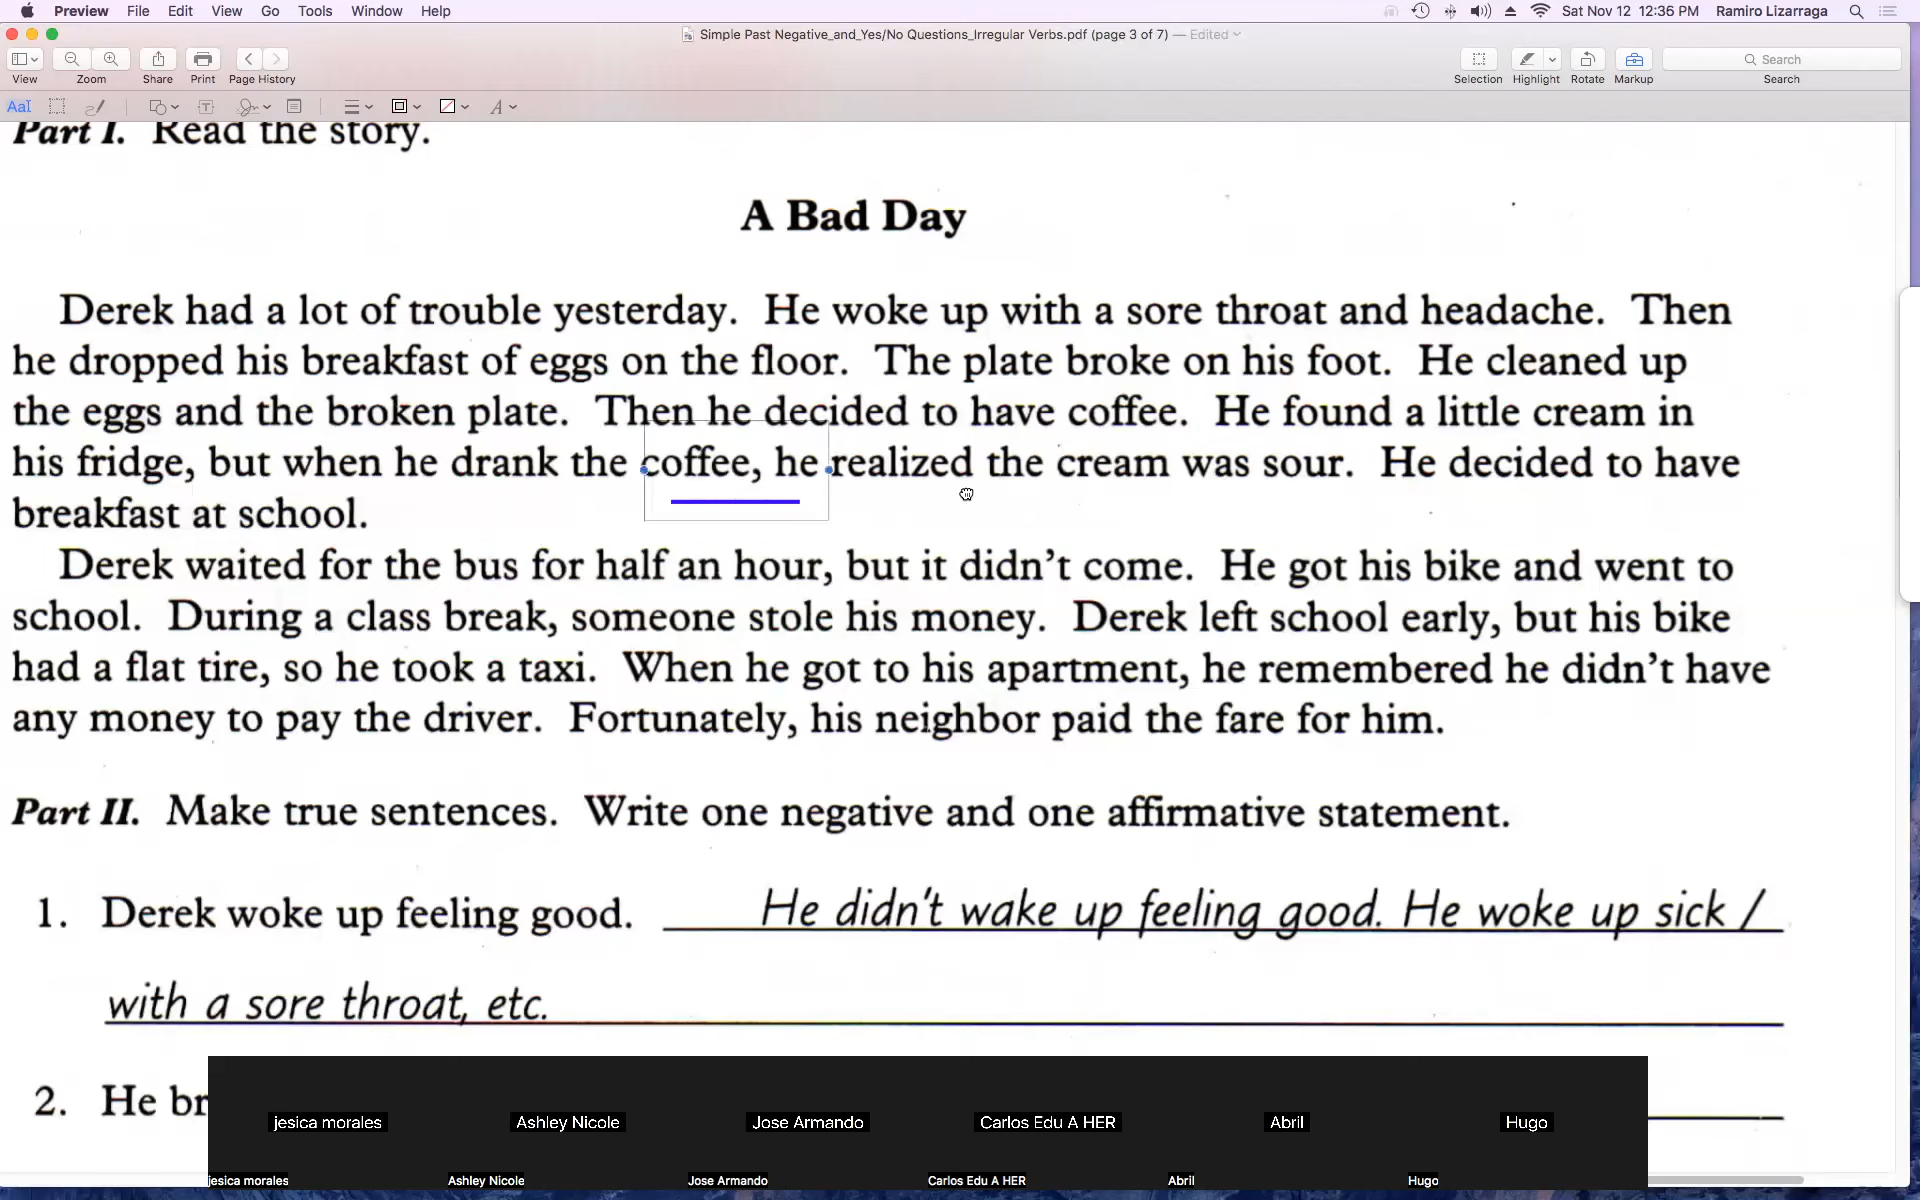 Preview File Edit View Go Tools Window Help Sat Nov 12 12:36 PM Ramiro Lizarraga
Simple Past Negative_and_Yes/No Questions_Irregular Verbs.pdf (page 3 of 7) — Edited
View Zoom Share Print Page History Selection Highlight Rotate Markup Search
Search
AaI T A
Part I. Read the story.
A Bad Day
Derek had a lot of trouble yesterday. He woke up with a sore throat and headache. Then
he dropped his breakfast of eggs on the floor. The plate broke on his foot. He cleaned up
the eggs and the broken plate. Then he decided to have coffee. He found a little cream in
his fridge, but when he drank the coffee, he realized the cream was sour. He decided to have
breakfast at school.
Derek waited for the bus for half an hour, but it didn't come. He got his bike and went to
school. During a class break, someone stole his money. Derek left school early, but his bike
had a flat tire, so he took a taxi. When he got to his apartment, he remembered he didn't have
any money to pay the driver. Fortunately, his neighbor paid the fare for him.
Part II. Make true sentences. Write one negative and one affirmative statement.
1. Derek woke up feeling good. He didn't wake up feeling good. He woke up sick /
with a sore throat, etc.
2. He br
jesica morales Ashley Nicole Jose Armando Carlos Edu A HER Abril Hugo
jesica morales Ashley Nicole Jose Armando Carlos Edu A HER Abril Hugo